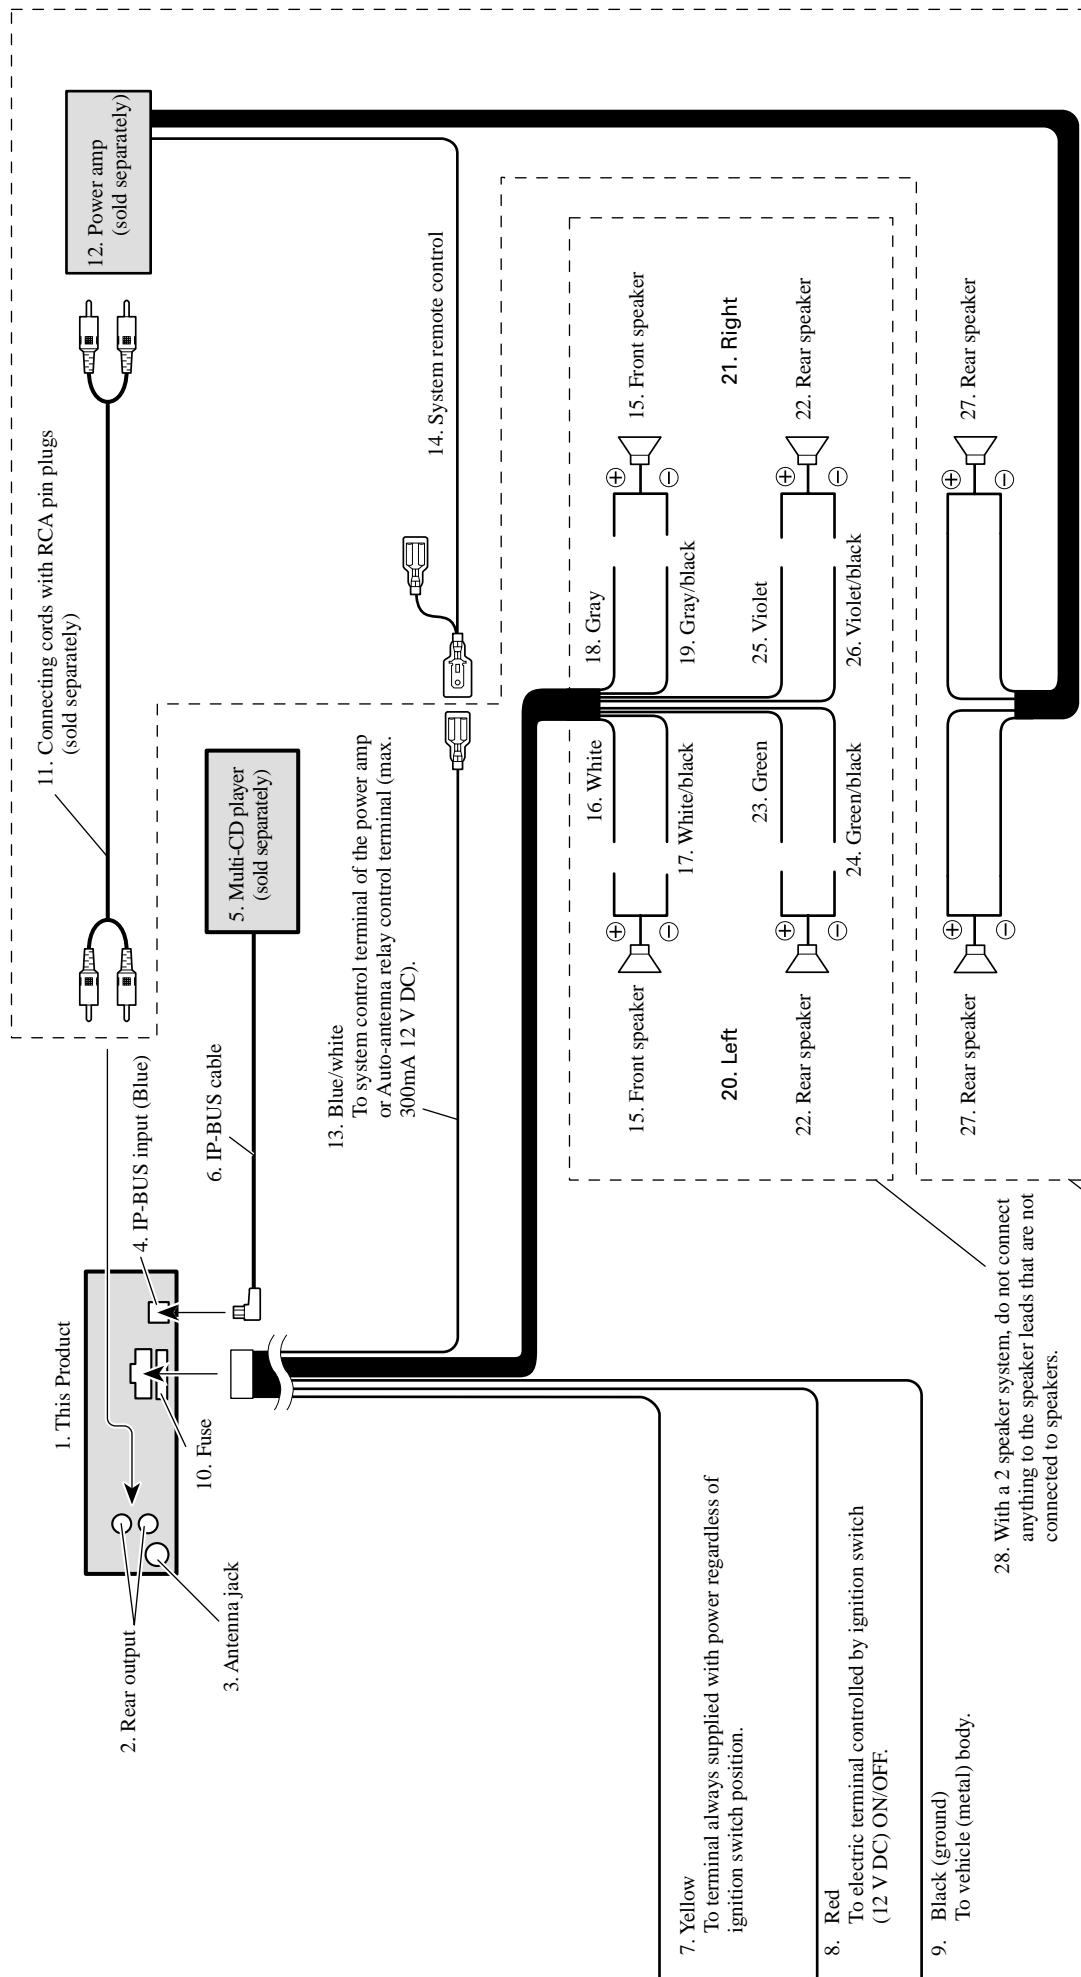 1. This Product
2. Rear output
3. Antenna jack
4. IP-BUS input (Blue)
5. Multi-CD player
(sold separately)
6. IP-BUS cable
7. Yellow
To terminal always supplied with power regardless of
ignition switch position.
8. Red
To electric terminal controlled by ignition switch
(12 V DC) ON/OFF.
9. Black (ground)
To vehicle (metal) body.
10. Fuse
11. Connecting cords with RCA pin plugs
(sold separately)
12. Power amp
(sold separately)
13. Blue/white
To system control terminal of the power amp
or Auto-antenna relay control terminal (max.
300mA 12 V DC).
14. System remote control
15. Front speaker
16. White
17. White/black
18. Gray
19. Gray/black
15. Front speaker
20. Left
21. Right
22. Rear speaker
23. Green
24. Green/black
25. Violet
26. Violet/black
22. Rear speaker
27. Rear speaker
27. Rear speaker
28. With a 2 speaker system, do not connect
anything to the speaker leads that are not
connected to speakers.
+
−
+
−
+
−
+
−
+
−
+
−